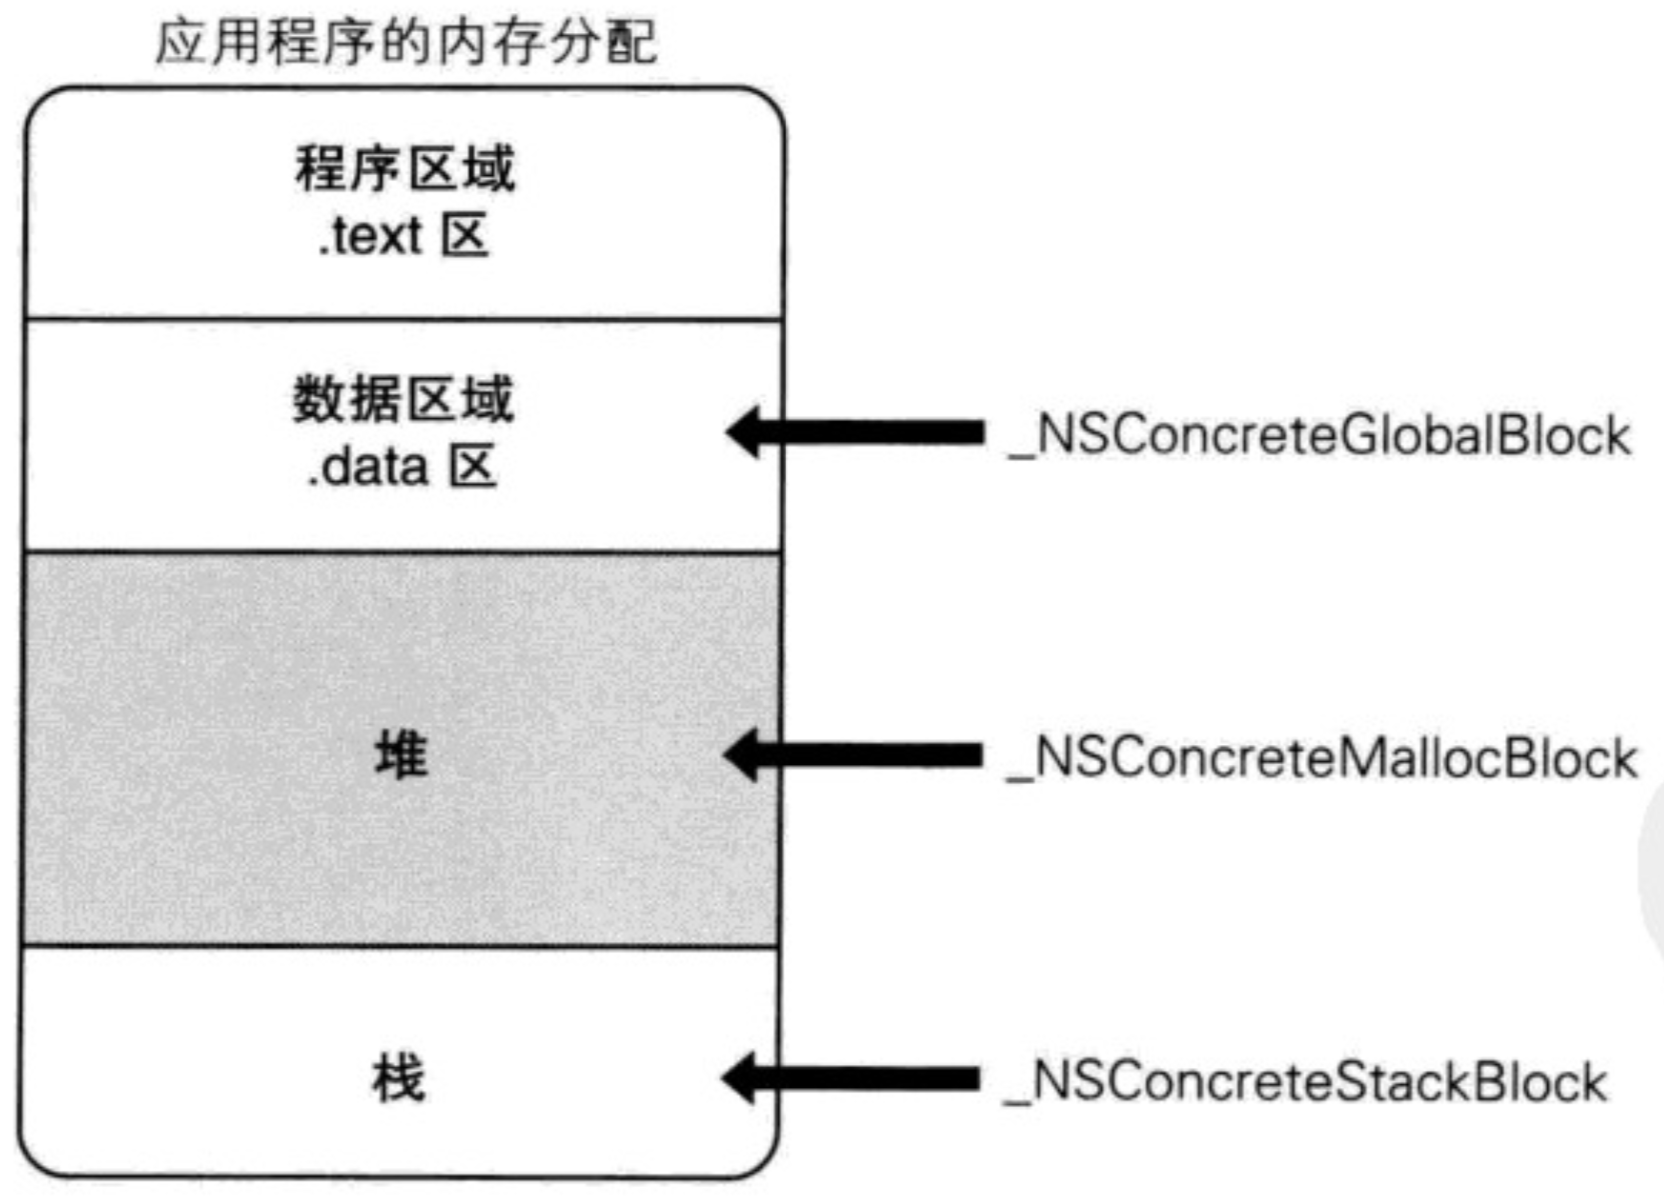 应用程序的内存分配
程序区域
.text 区
数据区域
.data 区
_NSConcreteGlobalBlock
堆
_NSConcreteMallocBlock
栈
_NSConcreteStackBlock